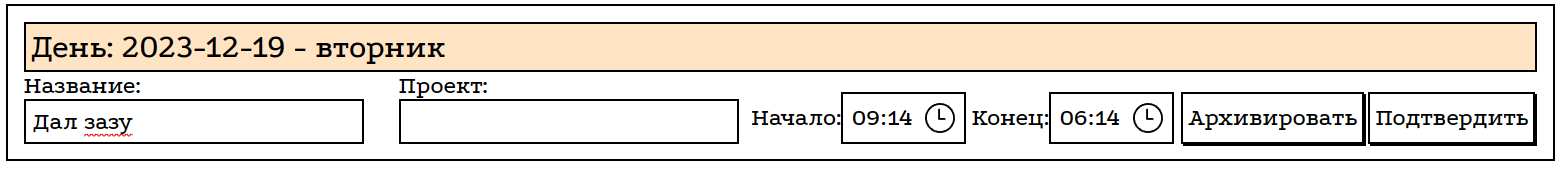 День: 2023-12-19 - вторник
Название:
Проект:
Дал зазу
Начало: 09:14 Конец: 06:14 Архивировать Подтвердить